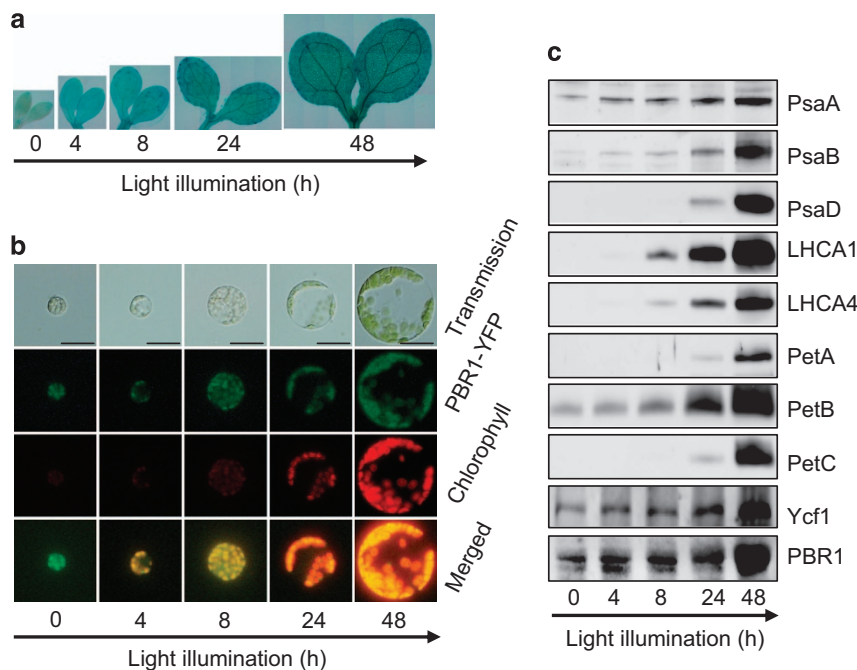 a
0 4 8 24 48
Light illumination (h)
b
Transmission
PBR1-YFP
Chlorophyll
Merged
0 4 8 24 48
Light illumination (h)
c
PsaA
PsaB
PsaD
LHCA1
LHCA4
PetA
PetB
PetC
Ycf1
PBR1
0 4 8 24 48
Light illumination (h)